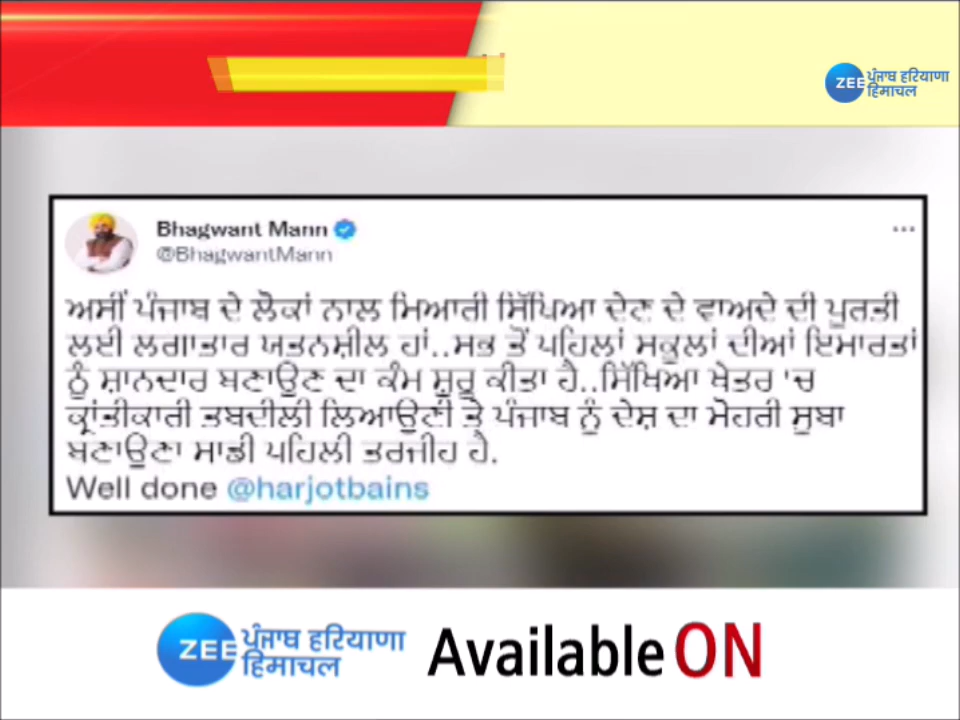 ZEE ਪੰਜਾਬ हरियाणा
हिमाचल
Bhagwant Mann
@BhagwantMann
ਅਸੀਂ ਪੰਜਾਬ ਦੇ ਲੋਕਾਂ ਨਾਲ ਮਿਆਰੀ ਸਿੱਖਿਆ ਦੇਣ ਦੇ ਵਾਅਦੇ ਦੀ ਪੂਰਤੀ
ਲਈ ਲਗਾਤਾਰ ਯਤਨਸ਼ੀਲ ਹਾਂ..ਸਭ ਤੋਂ ਪਹਿਲਾਂ ਸਕੂਲਾਂ ਦੀਆਂ ਇਮਾਰਤਾਂ
ਨੂੰ ਸ਼ਾਨਦਾਰ ਬਣਾਉਣ ਦਾ ਕੰਮ ਸ਼ੁਰੂ ਕੀਤਾ ਹੈ..ਸਿੱਖਿਆ ਖੇਤਰ 'ਚ
ਕ੍ਰਾਂਤੀਕਾਰੀ ਤਬਦੀਲੀ ਲਿਆਉਣੀ ਤੇ ਪੰਜਾਬ ਨੂੰ ਦੇਸ਼ ਦਾ ਮੋਹਰੀ ਸੂਬਾ
ਬਣਾਉਣਾ ਸਾਡੀ ਪਹਿਲੀ ਤਰਜੀਹ ਹੈ.
Well done @harjotbains
ZEE ਪੰਜਾਬ हरियाणा
हिमाचल
Available ON